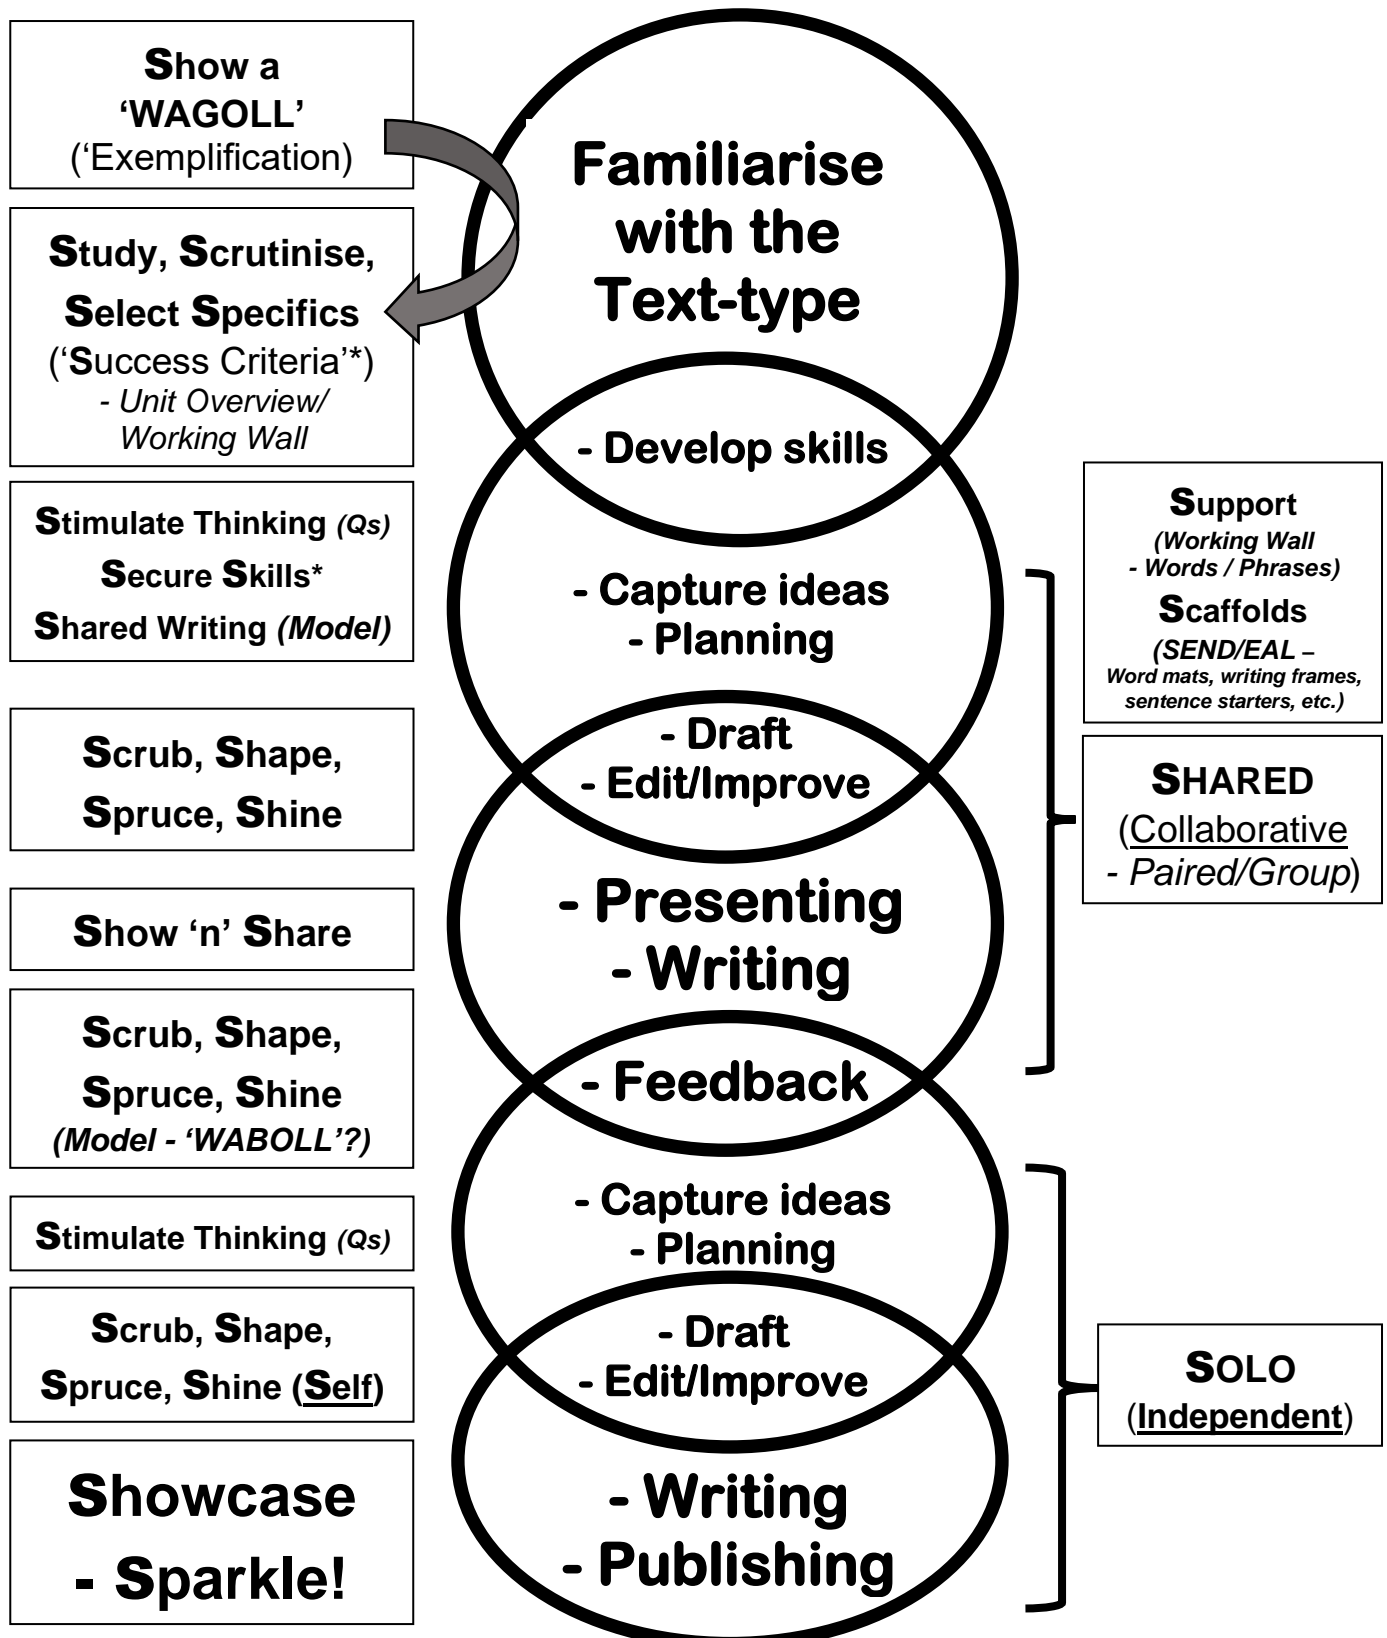 Show a
‘WAGOLL’
(‘Exemplification)
Study, Scrutinise,
Select Specifics
(‘Success Criteria’*)
- Unit Overview/
Working Wall
Stimulate Thinking (Qs)
Secure Skills*
Shared Writing (Model)
Scrub, Shape,
Spruce, Shine
Show ‘n’ Share
Scrub, Shape,
Spruce, Shine
(Model - ‘WABOLL’?)
Stimulate Thinking (Qs)
Scrub, Shape,
Spruce, Shine (Self)
Showcase
- Sparkle!
Familiarise
with the
Text-type
- Develop skills
- Capture ideas
- Planning
- Draft
- Edit/Improve
- Presenting
- Writing
- Feedback
- Capture ideas
- Planning
- Draft
- Edit/Improve
- Writing
- Publishing
Support
(Working Wall
- Words / Phrases)
Scaffolds
(SEND/EAL –
Word mats, writing frames,
sentence starters, etc.)
SHARED
(Collaborative
- Paired/Group)
SOLO
(Independent)